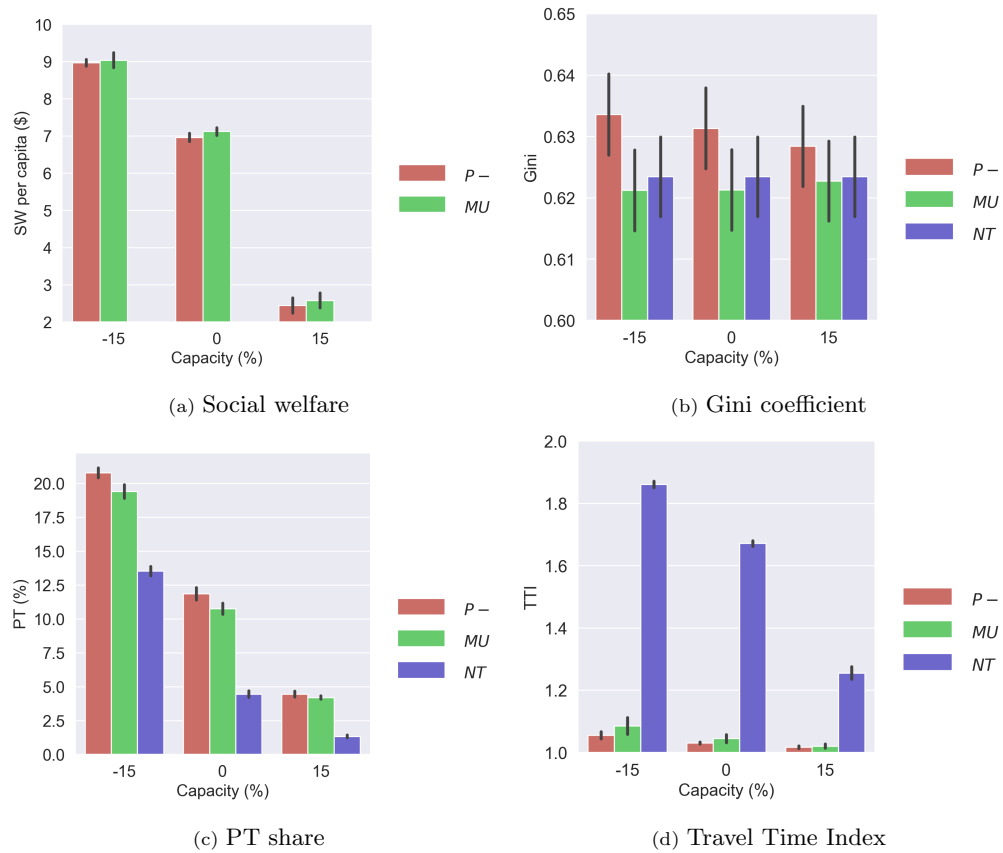 10
9
8
7
6
5
4
3
2
SW per capita ($)
-15
0
15
Capacity (%)
P −
MU
(a) Social welfare
0.65
0.64
0.63
0.62
0.61
0.60
Gini
-15
0
15
Capacity (%)
P −
MU
NT
(b) Gini coefficient
20.0
17.5
15.0
12.5
10.0
7.5
5.0
2.5
0.0
PT (%)
-15
0
15
Capacity (%)
P −
MU
NT
(c) PT share
2.0
1.8
1.6
1.4
1.2
1.0
TTI
-15
0
15
Capacity (%)
P −
MU
NT
(d) Travel Time Index